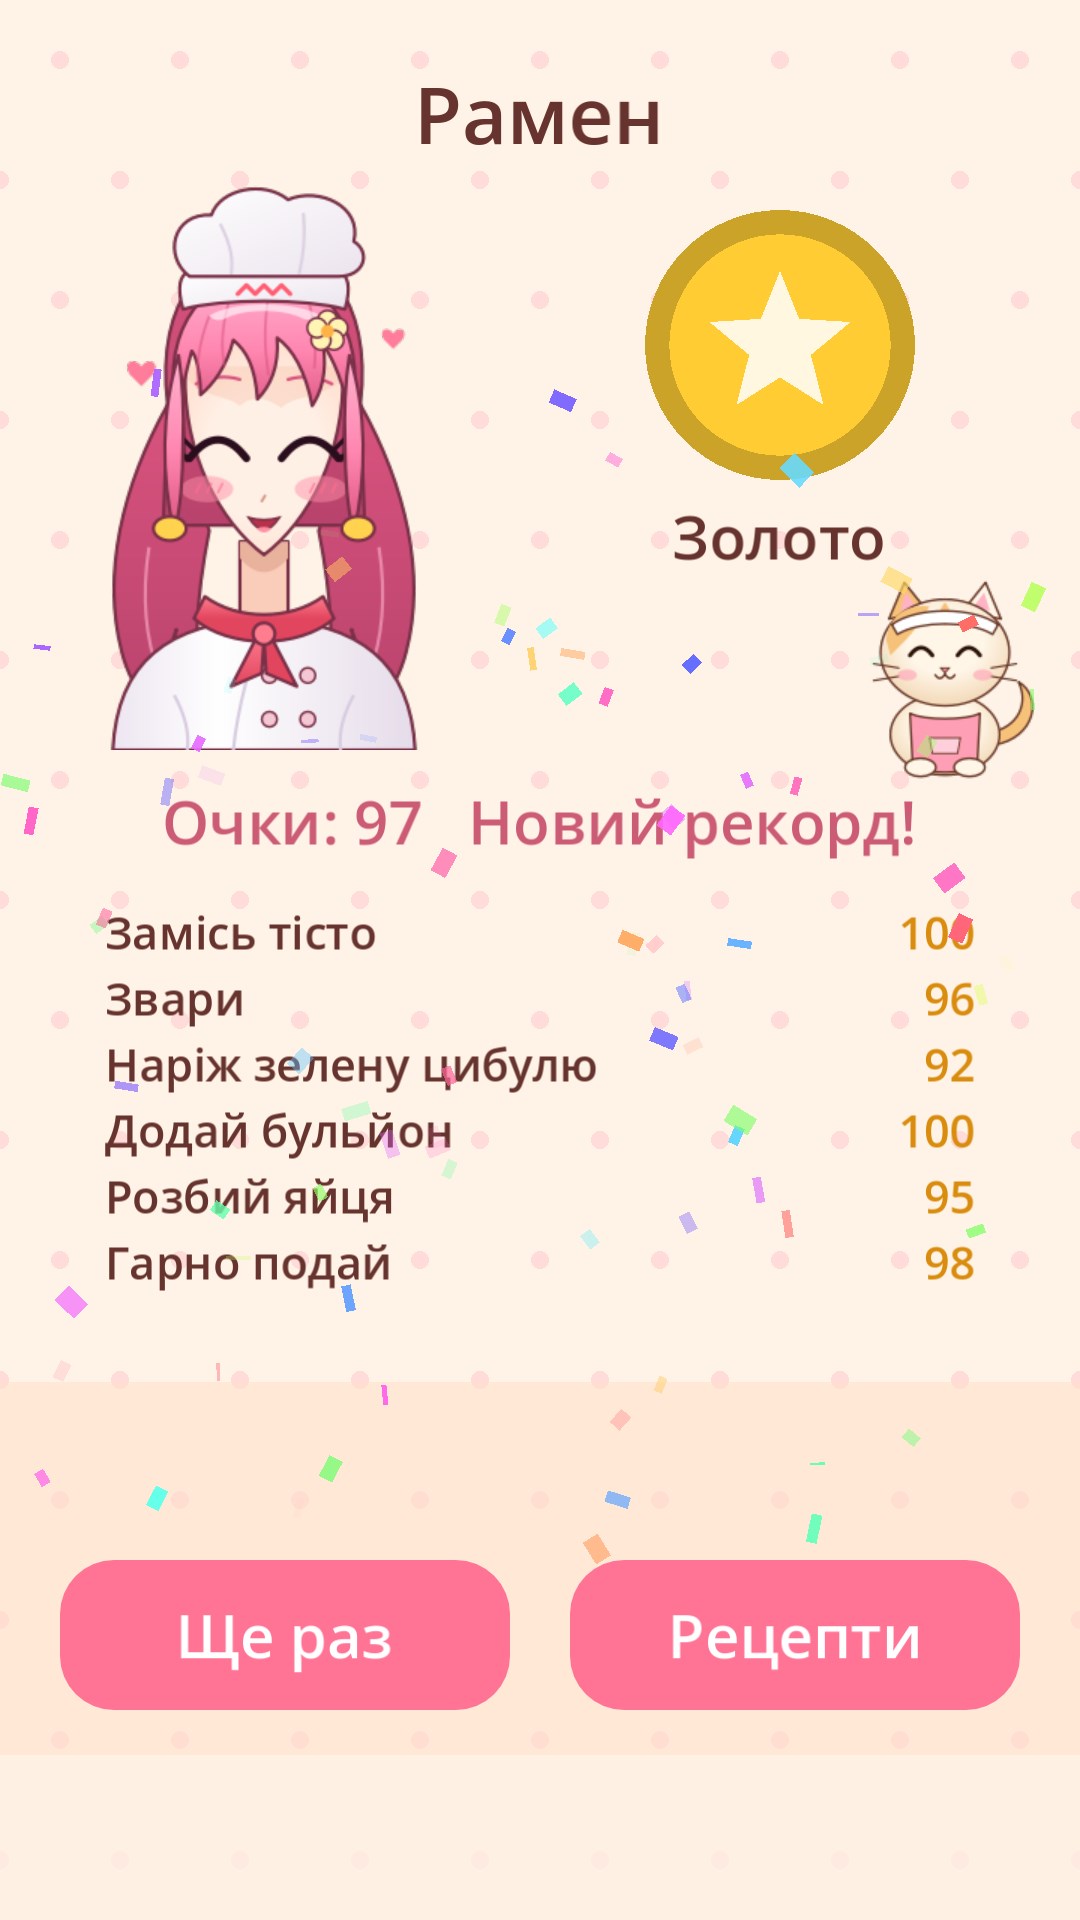 Рамен
Золото
Очки: 97 Новий рекорд!
Замісь тісто 100
Звари 96
Наріж зелену цибулю 92
Додай бульйон 100
Розбий яйця 95
Гарно подай 98
Ще раз
Рецепти